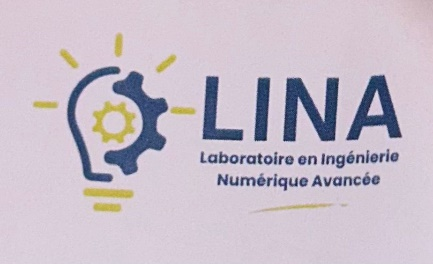 LINA
Laboratoire en Ingénierie
Numérique Avancée